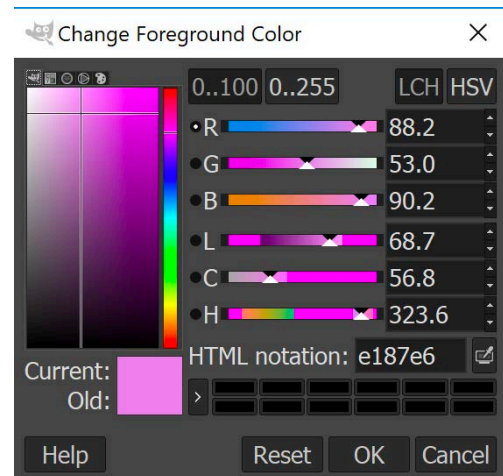 Change Foreground Color
0..100 0..255 LCH HSV
R 88.2
G 53.0
B 90.2
L 68.7
C 56.8
H 323.6
HTML notation: e187e6
Current:
Old:
>
Help Reset OK Cancel